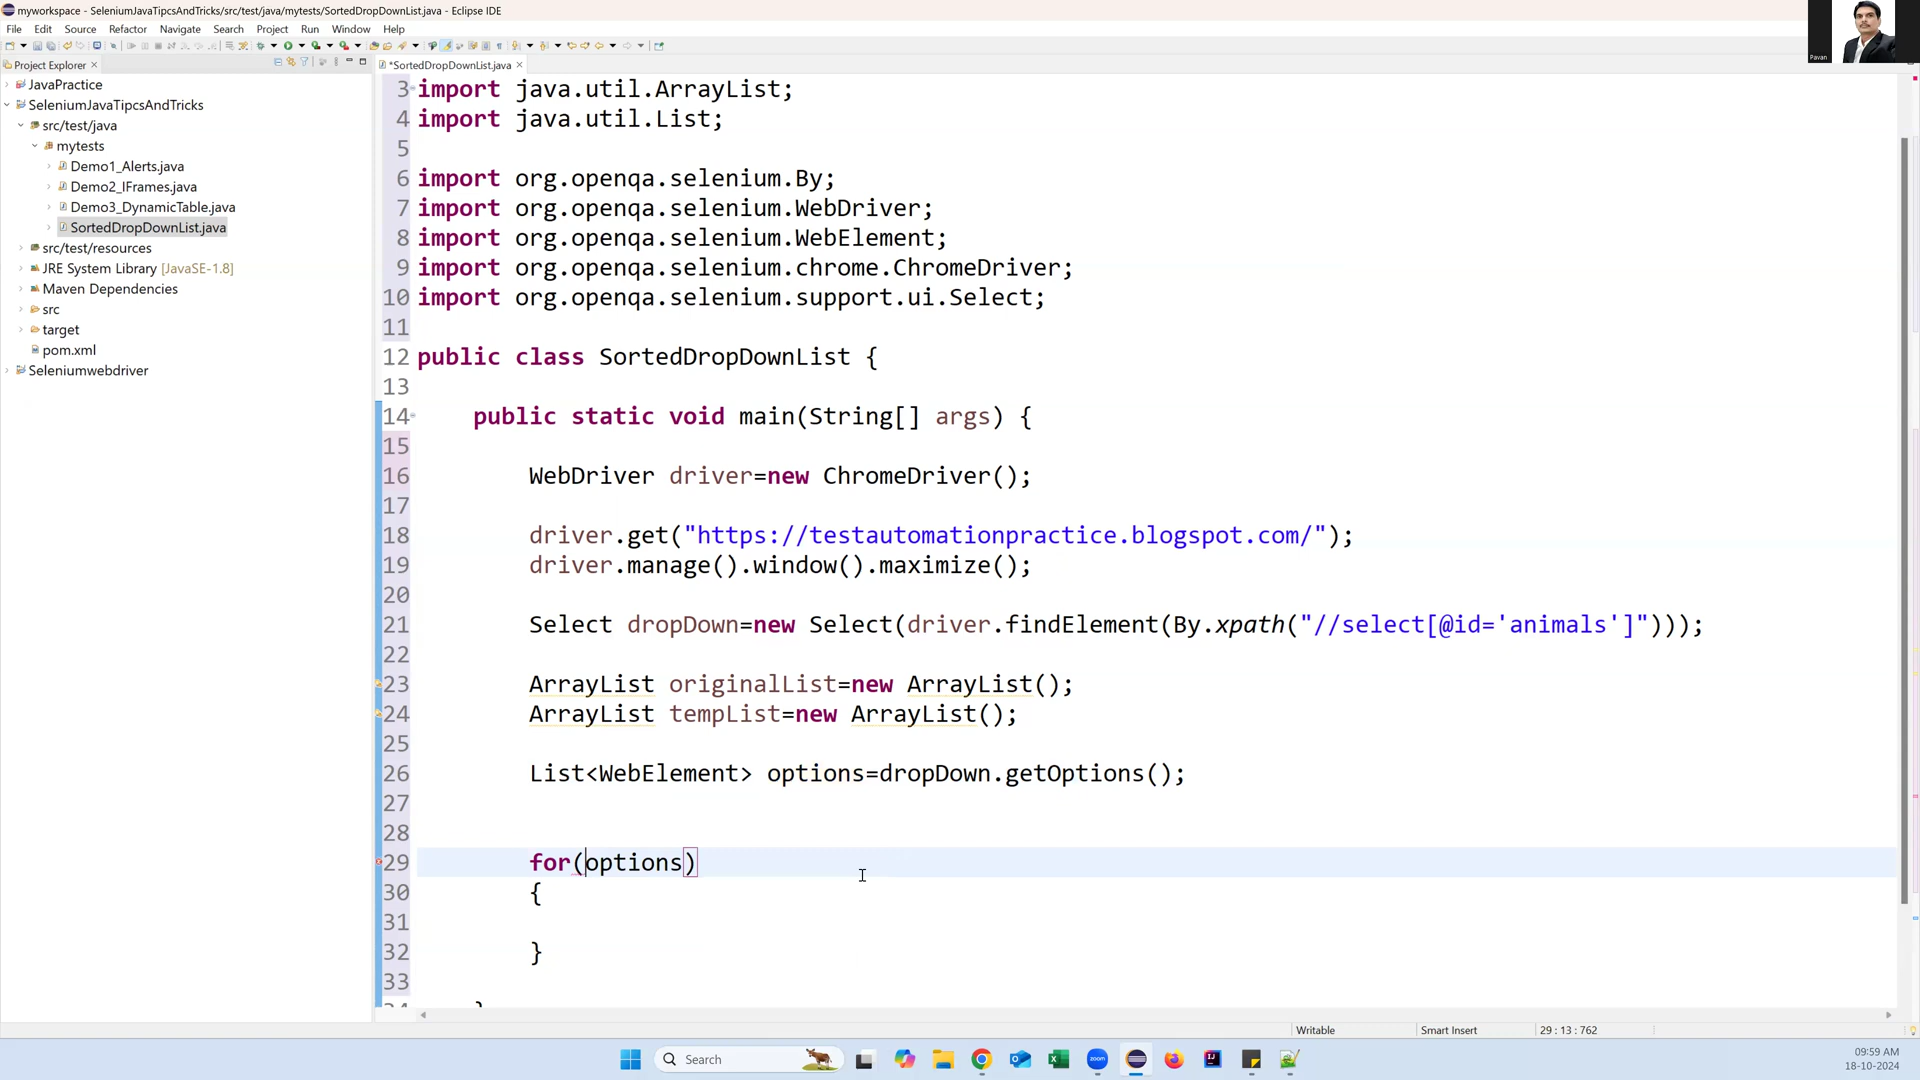 myworkspace - SeleniumJavaTipcsAndTricks/src/test/java/mytests/SortedDropDownList.java - Eclipse IDE
File Edit Source Refactor Navigate Search Project Run Window Help
Project Explorer
*SortedDropDownList.java
JavaPractice
SeleniumJavaTipcsAndTricks
src/test/java
mytests
Demo1_Alerts.java
Demo2_IFrames.java
Demo3_DynamicTable.java
SortedDropDownList.java
src/test/resources
JRE System Library [JavaSE-1.8]
Maven Dependencies
src
target
pom.xml
Seleniumwebdriver
3 import java.util.ArrayList;
4 import java.util.List;
5
6 import org.openqa.selenium.By;
7 import org.openqa.selenium.WebDriver;
8 import org.openqa.selenium.WebElement;
9 import org.openqa.selenium.chrome.ChromeDriver;
10 import org.openqa.selenium.support.ui.Select;
11
12 public class SortedDropDownList {
13
14 public static void main(String[] args) {
15
16 WebDriver driver=new ChromeDriver();
17
18 driver.get("https://testautomationpractice.blogspot.com/");
19 driver.manage().window().maximize();
20
21 Select dropDown=new Select(driver.findElement(By.xpath("//select[@id='animals']")));
22
23 ArrayList originalList=new ArrayList();
24 ArrayList tempList=new ArrayList();
25
26 List<WebElement> options=dropDown.getOptions();
27
28
29 for(options)
30 {
31
32 }
33
34 }
Pavan
Writable
Smart Insert
29 : 13 : 762
Search
zoom
09:59 AM
18-10-2024